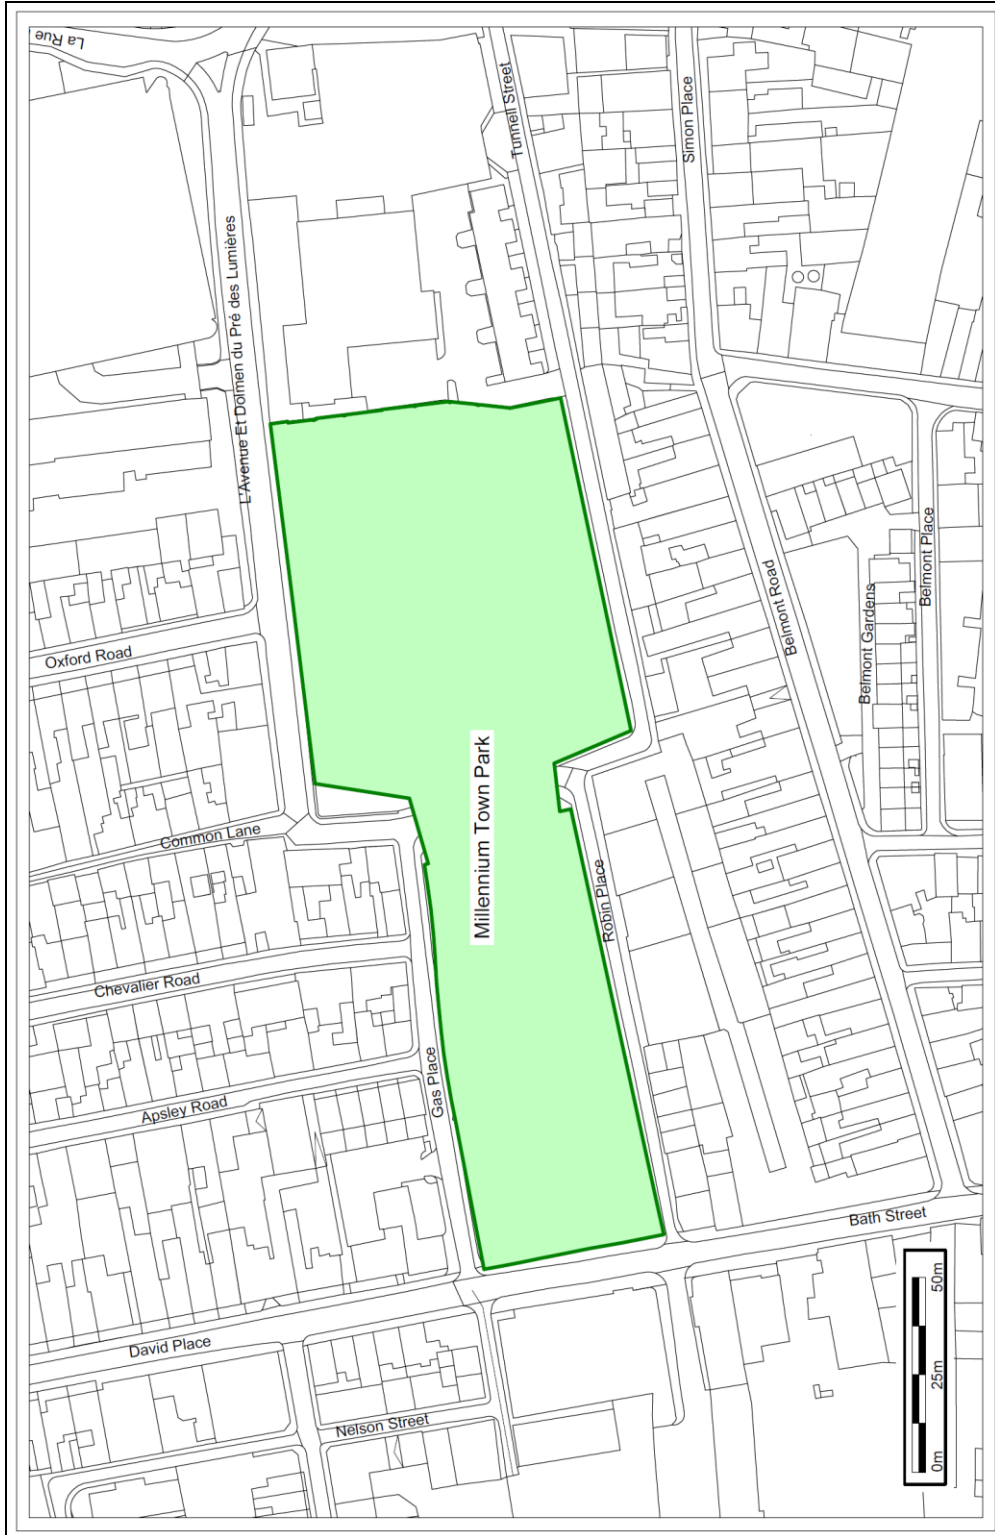 La Rue
Tunnell Street
Simon Place
L'Avenue Et Dolmen du Pré des Lumières
Belmont Place
Belmont Road
Belmont Gardens
Oxford Road
Millennium Town Park
Common Lane
Robin Place
Chevalier Road
Gas Place
Apsley Road
Bath Street
David Place
Nelson Street
0m 25m 50m